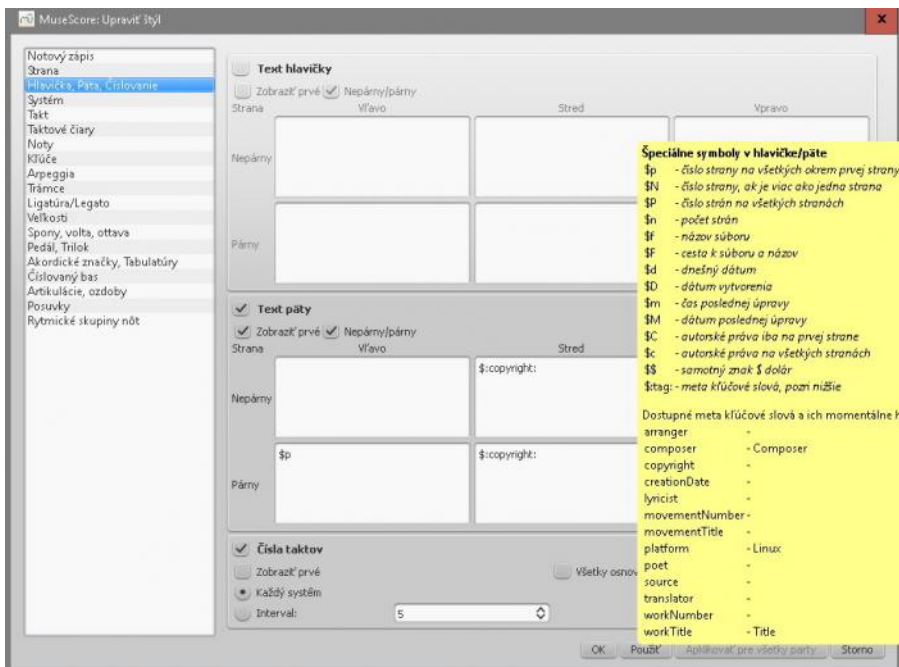 MuseScore: Upraviť štýl
x
Notový zápis
Strana
Hlavička, Päta, Číslovanie
Systém
Takt
Taktové čiary
Noty
Kľúče
Arpeggia
Trámce
Ligatúra/Legato
Veľkosti
Spony, volta, ottava
Pedál, Trilok
Akordické značky, Tabulatúry
Číslovaný bas
Artikulácie, ozdoby
Posuvky
Rytmické skupiny nôt
Text hlavičky
Zobraziť prvé Nepárny/párny
Strana Vľavo Stred Vpravo
Nepárny
Párny
Text päty
Zobraziť prvé Nepárny/párny
Strana Vľavo Stred
$:copyright:
Nepárny
$p $:copyright:
Párny
Čísla taktov
Zobraziť prvé Všetky osnov
Každý systém
Interval: 5
OK Použiť Aplikovať pre všetky party Storno
Špeciálne symboly v hlavičke/päte
$p - číslo strany na všetkých okrem prvej strany
$N - číslo strany, ak je viac ako jedna strana
$P - číslo strán na všetkých stranách
$n - počet strán
$f - názov súboru
$F - cesta k súboru a názov
$d - dnešný dátum
$D - dátum vytvorenia
$m - čas poslednej úpravy
$M - dátum poslednej úpravy
$C - autorské práva iba na prvej strane
$c - autorské práva na všetkých stranách
$$ - samotný znak $ dolár
$:tag: - meta kľúčové slová, pozri nižšie
Dostupné meta kľúčové slová a ich momentálne h
arranger -
composer - Composer
copyright -
creationDate -
lyricist -
movementNumber -
movementTitle -
platform - Linux
poet -
source -
translator -
workNumber -
workTitle - Title